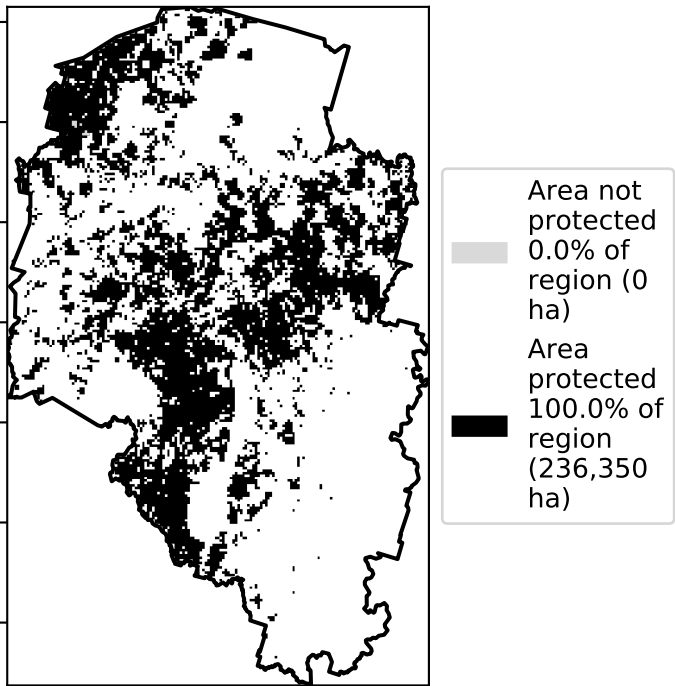 Area not
protected
0.0% of
region (0
ha)
Area
protected
100.0% of
region
(236,350
ha)